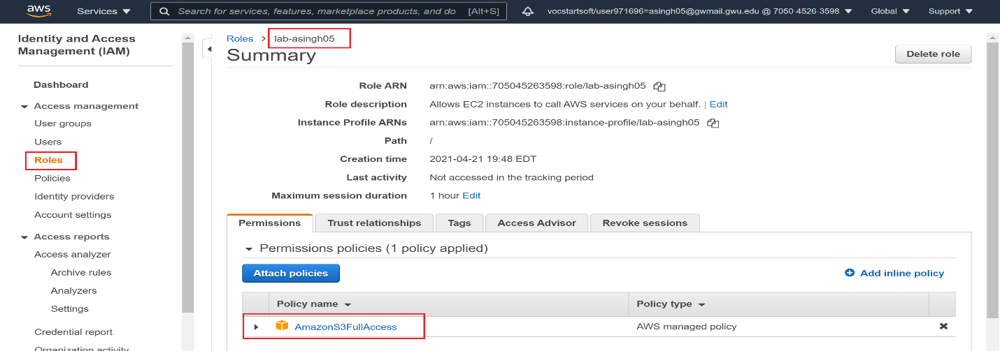 aws Services Search for services, features, marketplace products, and do [Alt+S] vocstartsoft/user971696=asingh05@gwmail.gwu.edu @ 7050-4526-3598 Global Support
Identity and Access
Management (IAM)
Dashboard
Access management
User groups
Users
Roles
Policies
Identity providers
Account settings
Access reports
Access analyzer
Archive rules
Analyzers
Settings
Credential report
Organization activity
Roles > lab-asingh05
Summary
Delete role
Role ARN arn:aws:iam::705045263598:role/lab-asingh05
Role description Allows EC2 instances to call AWS services on your behalf. | Edit
Instance Profile ARNs arn:aws:iam::705045263598:instance-profile/lab-asingh05
Path /
Creation time 2021-04-21 19:48 EDT
Last activity Not accessed in the tracking period
Maximum session duration 1 hour Edit
Permissions Trust relationships Tags Access Advisor Revoke sessions
Permissions policies (1 policy applied)
Attach policies Add inline policy
Policy name Policy type
AmazonS3FullAccess AWS managed policy